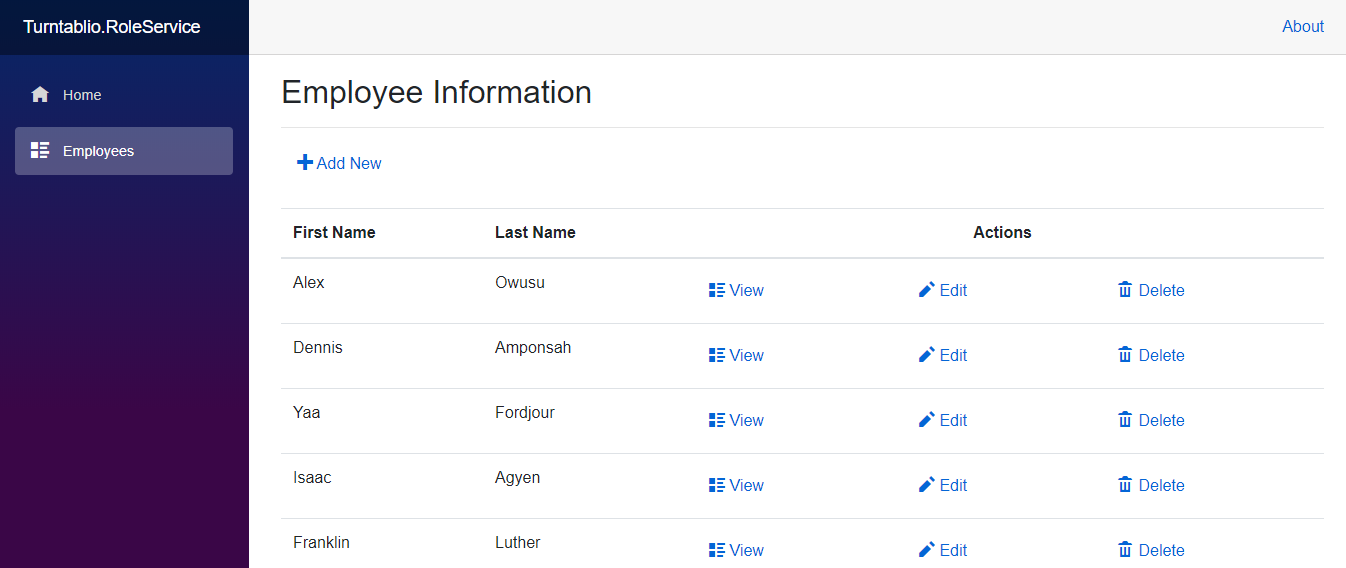 Turntablio.RoleService
About
Home
Employees
Employee Information
Add New
First Name Last Name Actions
Alex Owusu View Edit Delete
Dennis Amponsah View Edit Delete
Yaa Fordjour View Edit Delete
Isaac Agyen View Edit Delete
Franklin Luther View Edit Delete